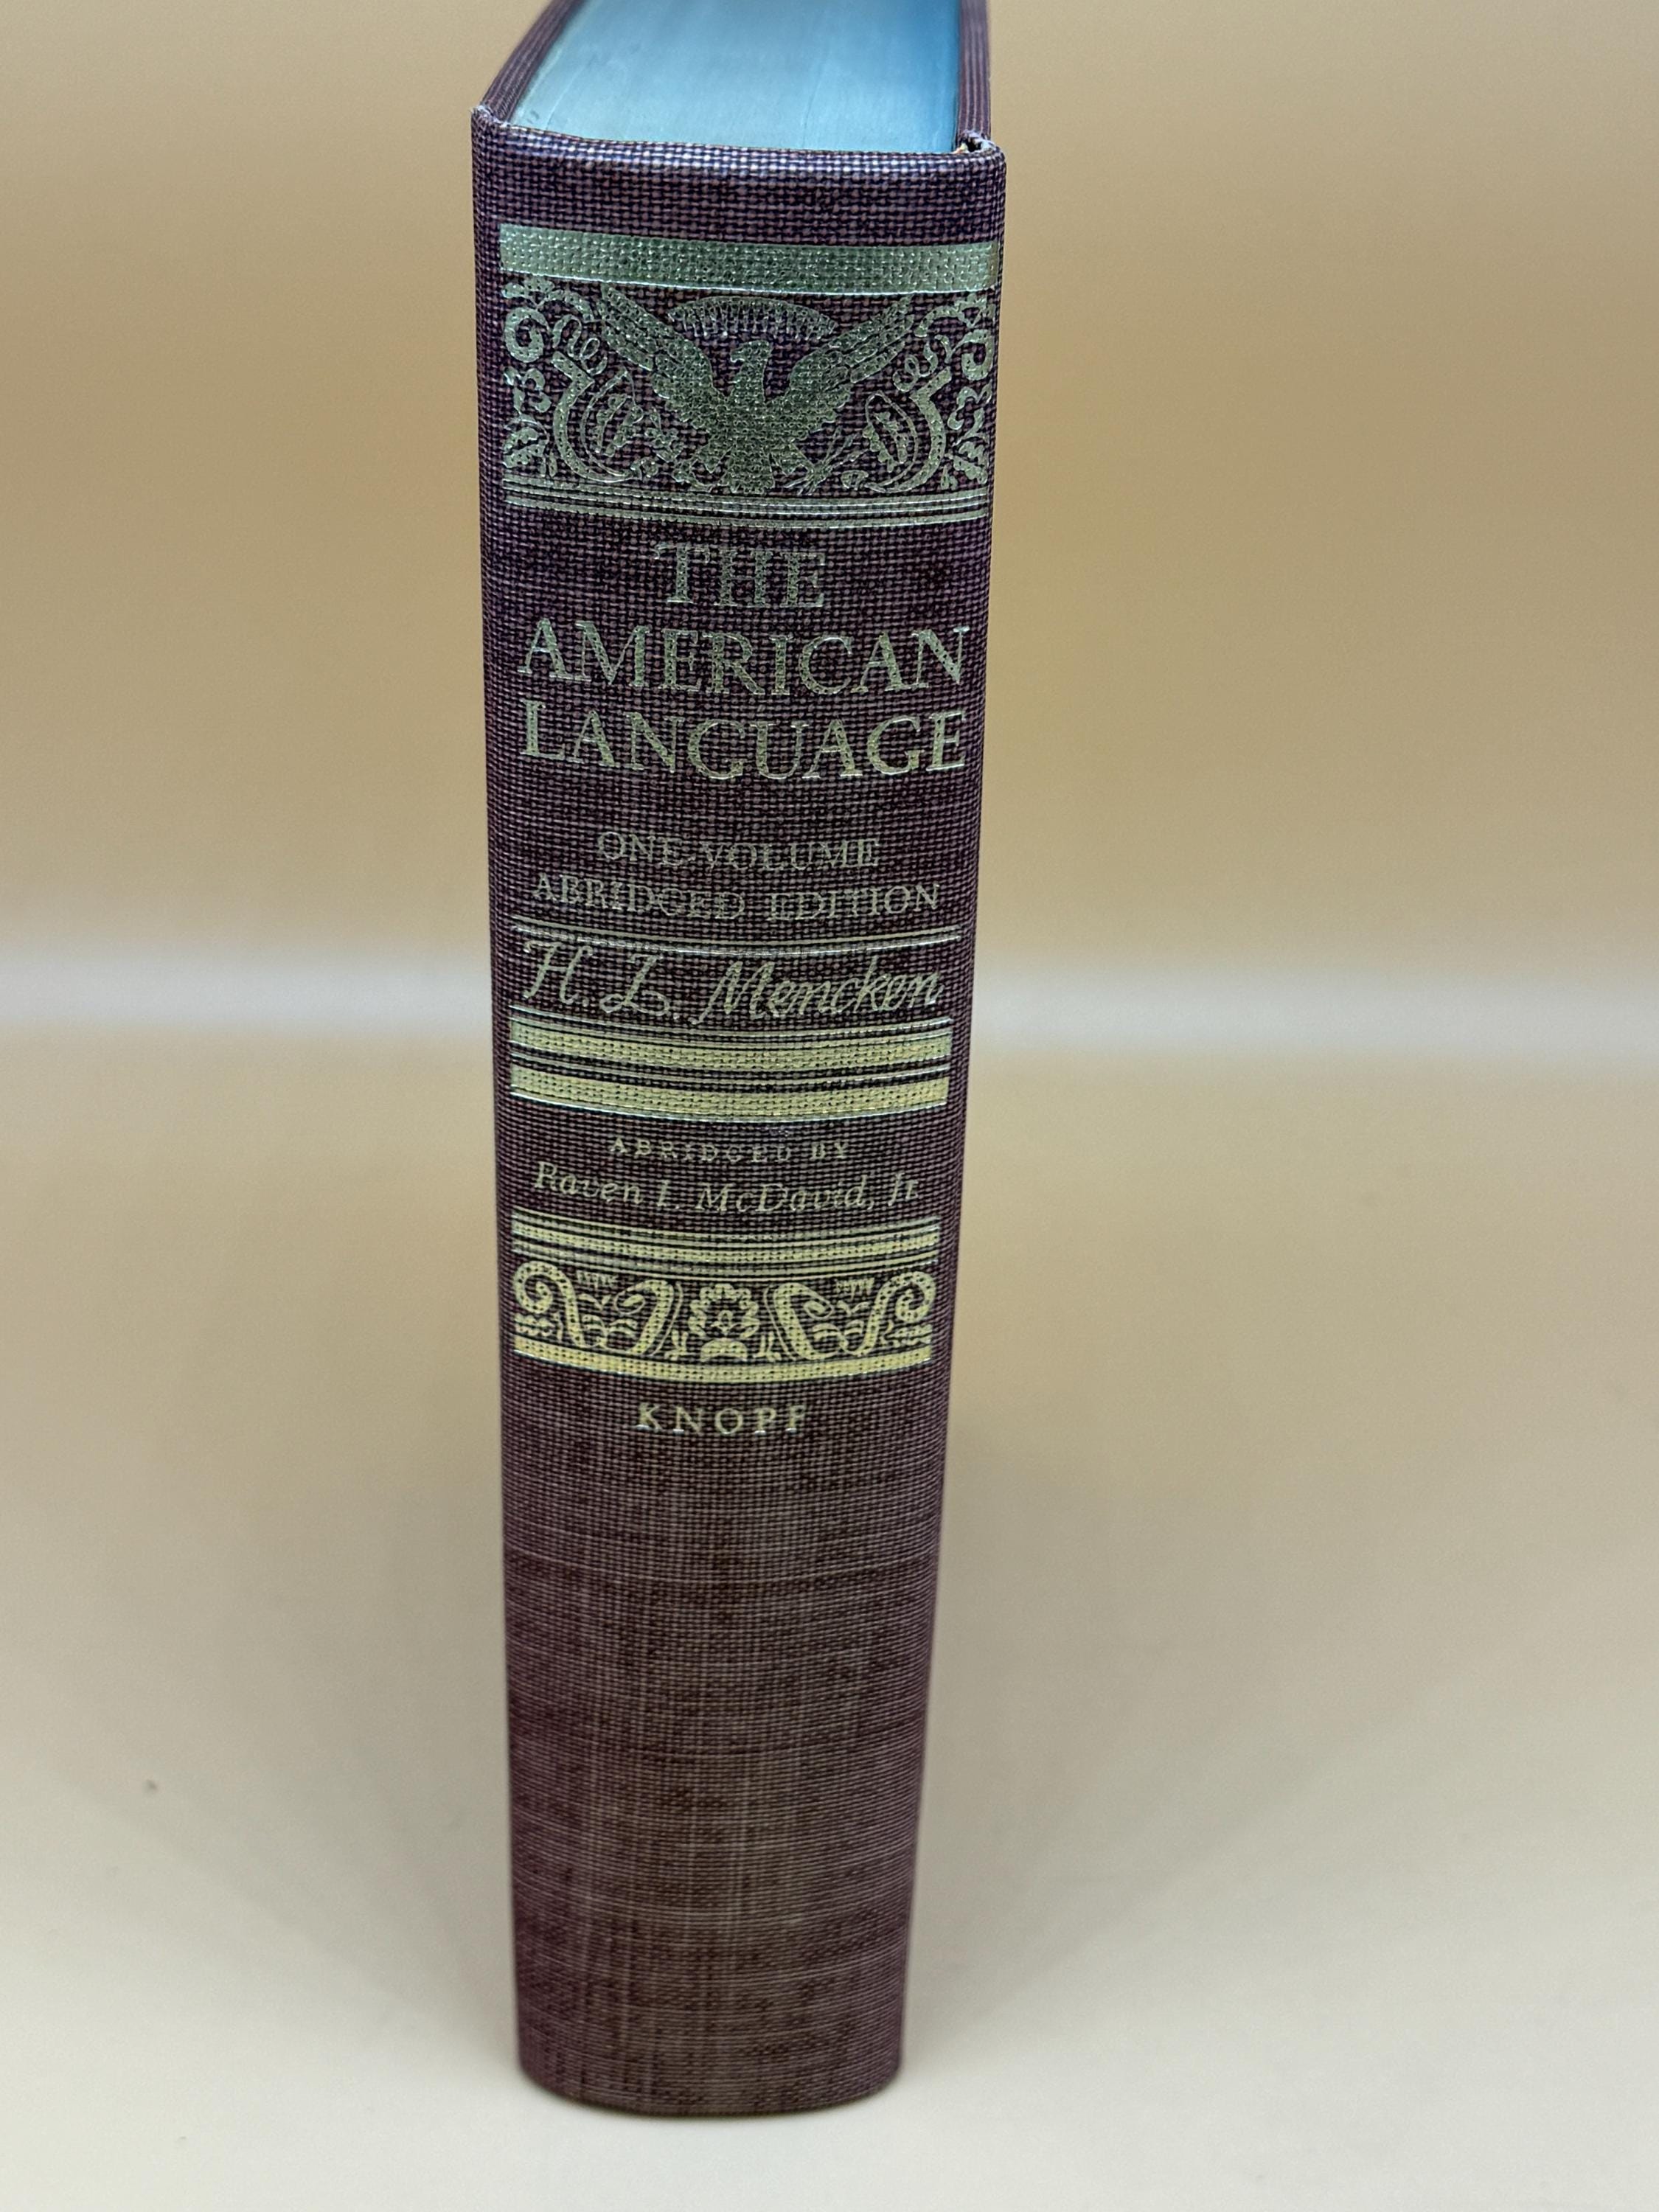 THE
AMERICAN
LANGUAGE
ONE-VOLUME
ABRIDGED EDITION
H. L. Mencken
ABRIDGED BY
Raven I. McDavid, Jr.
KNOPF